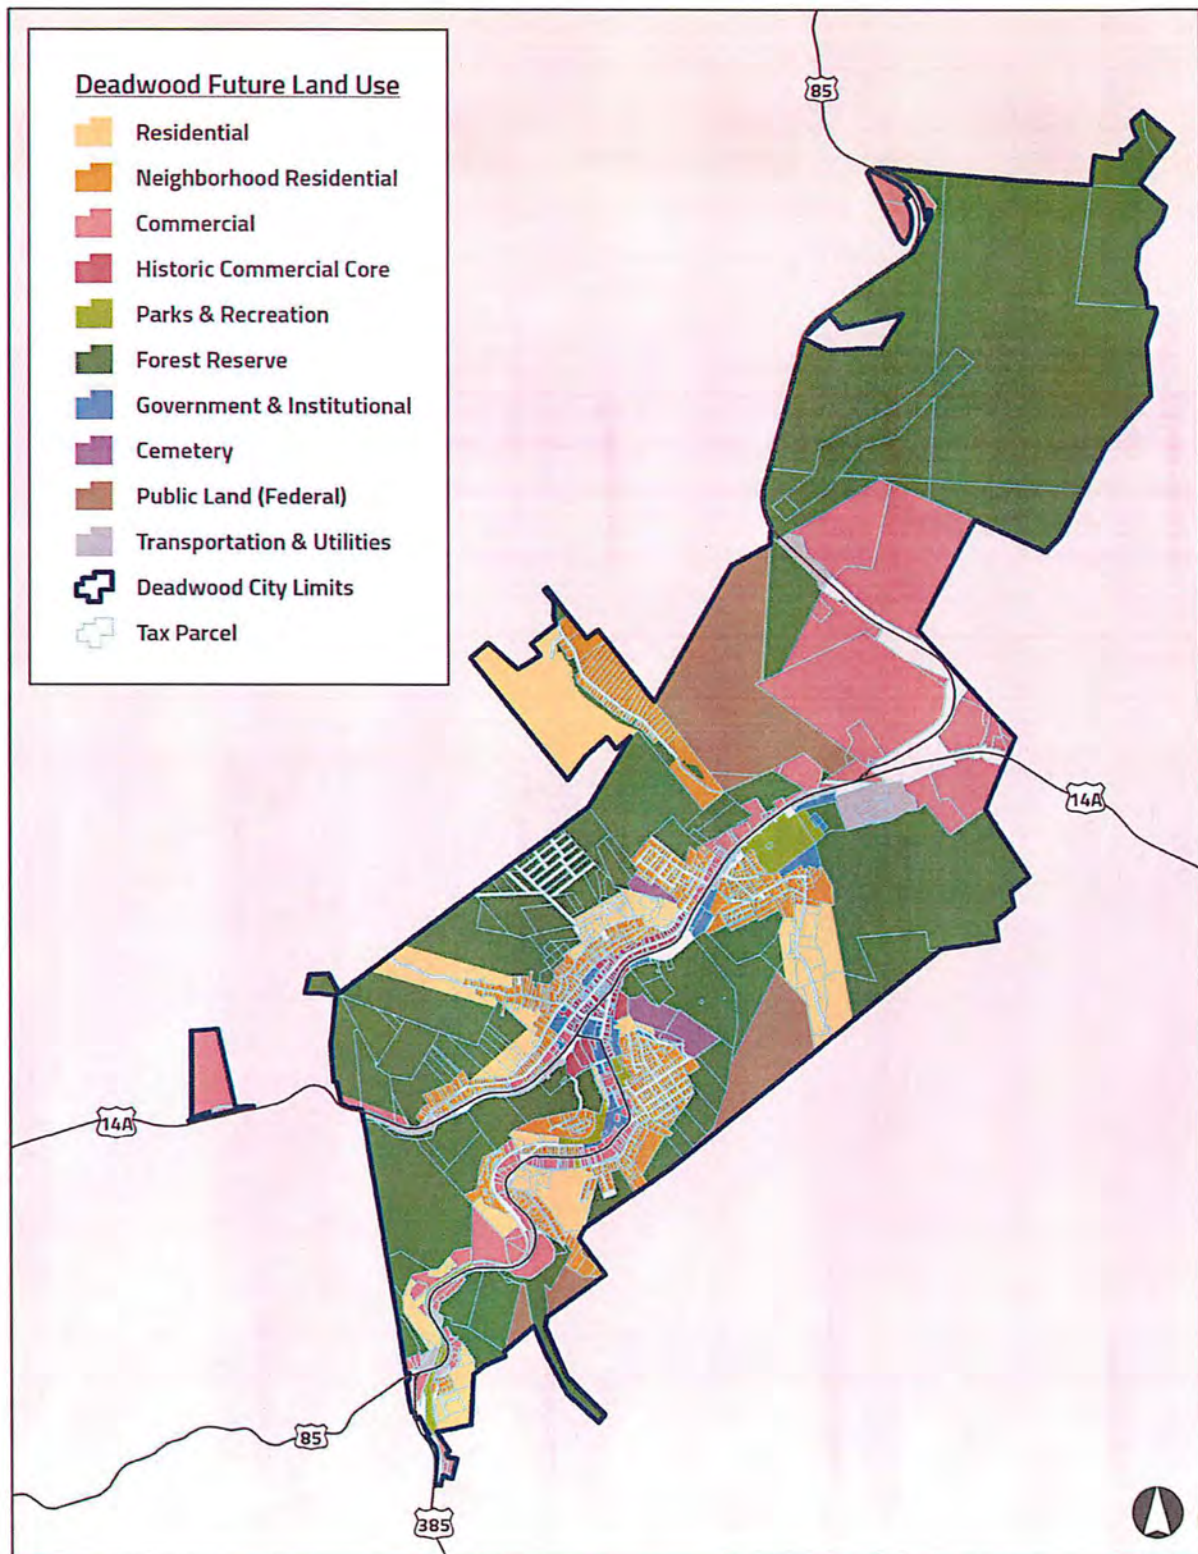 Deadwood Future Land Use
Residential
Neighborhood Residential
Commercial
Historic Commercial Core
Parks & Recreation
Forest Reserve
Government & Institutional
Cemetery
Public Land (Federal)
Transportation & Utilities
Deadwood City Limits
Tax Parcel
85
14A
14A
85
385